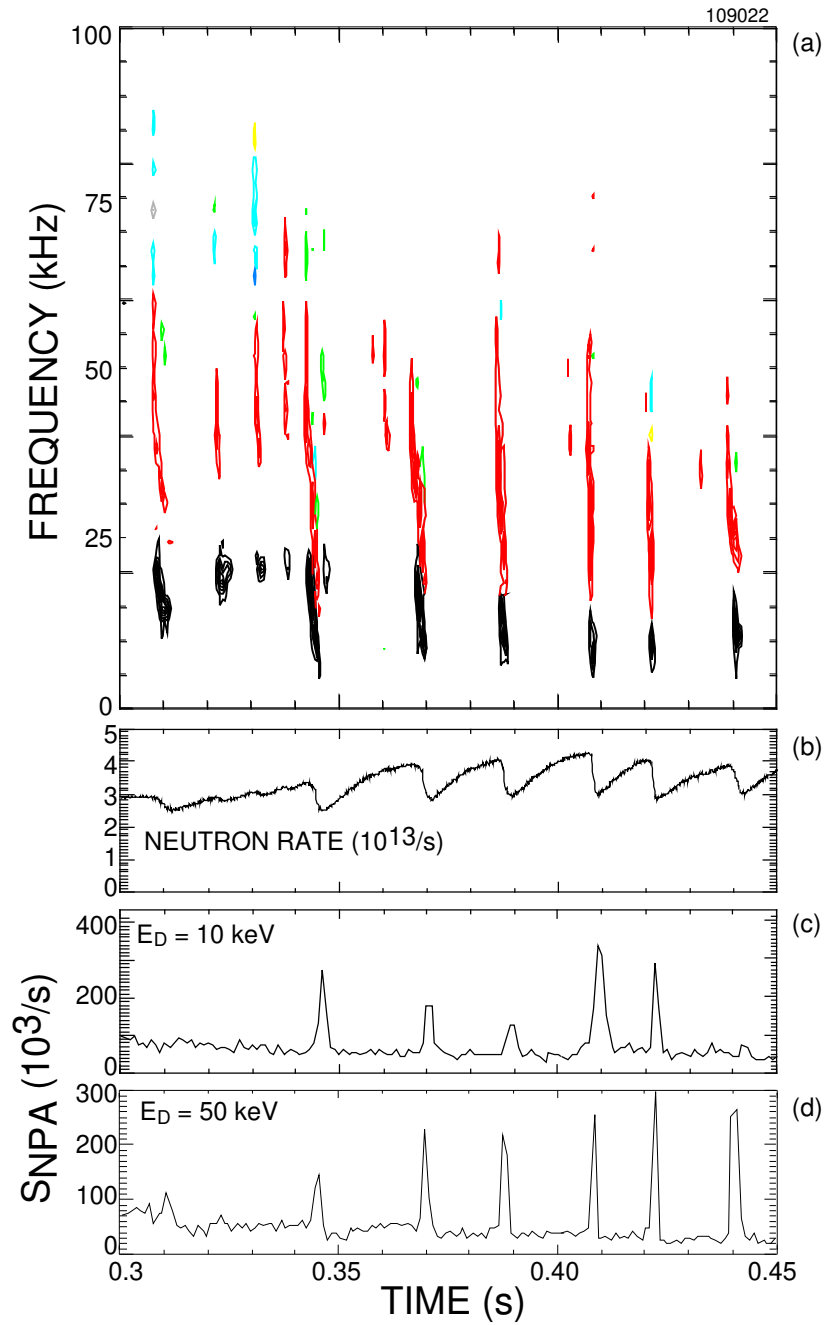 109022
(a)
100
75
50
25
0
FREQUENCY (kHz)
(b)
5
4
3
2
1
0
NEUTRON RATE (10^13/s)
(c)
400
200
0
E_D = 10 keV
SNPA (10^3/s)
(d)
300
200
100
0
E_D = 50 keV
0.3
0.35
0.40
0.45
TIME (s)